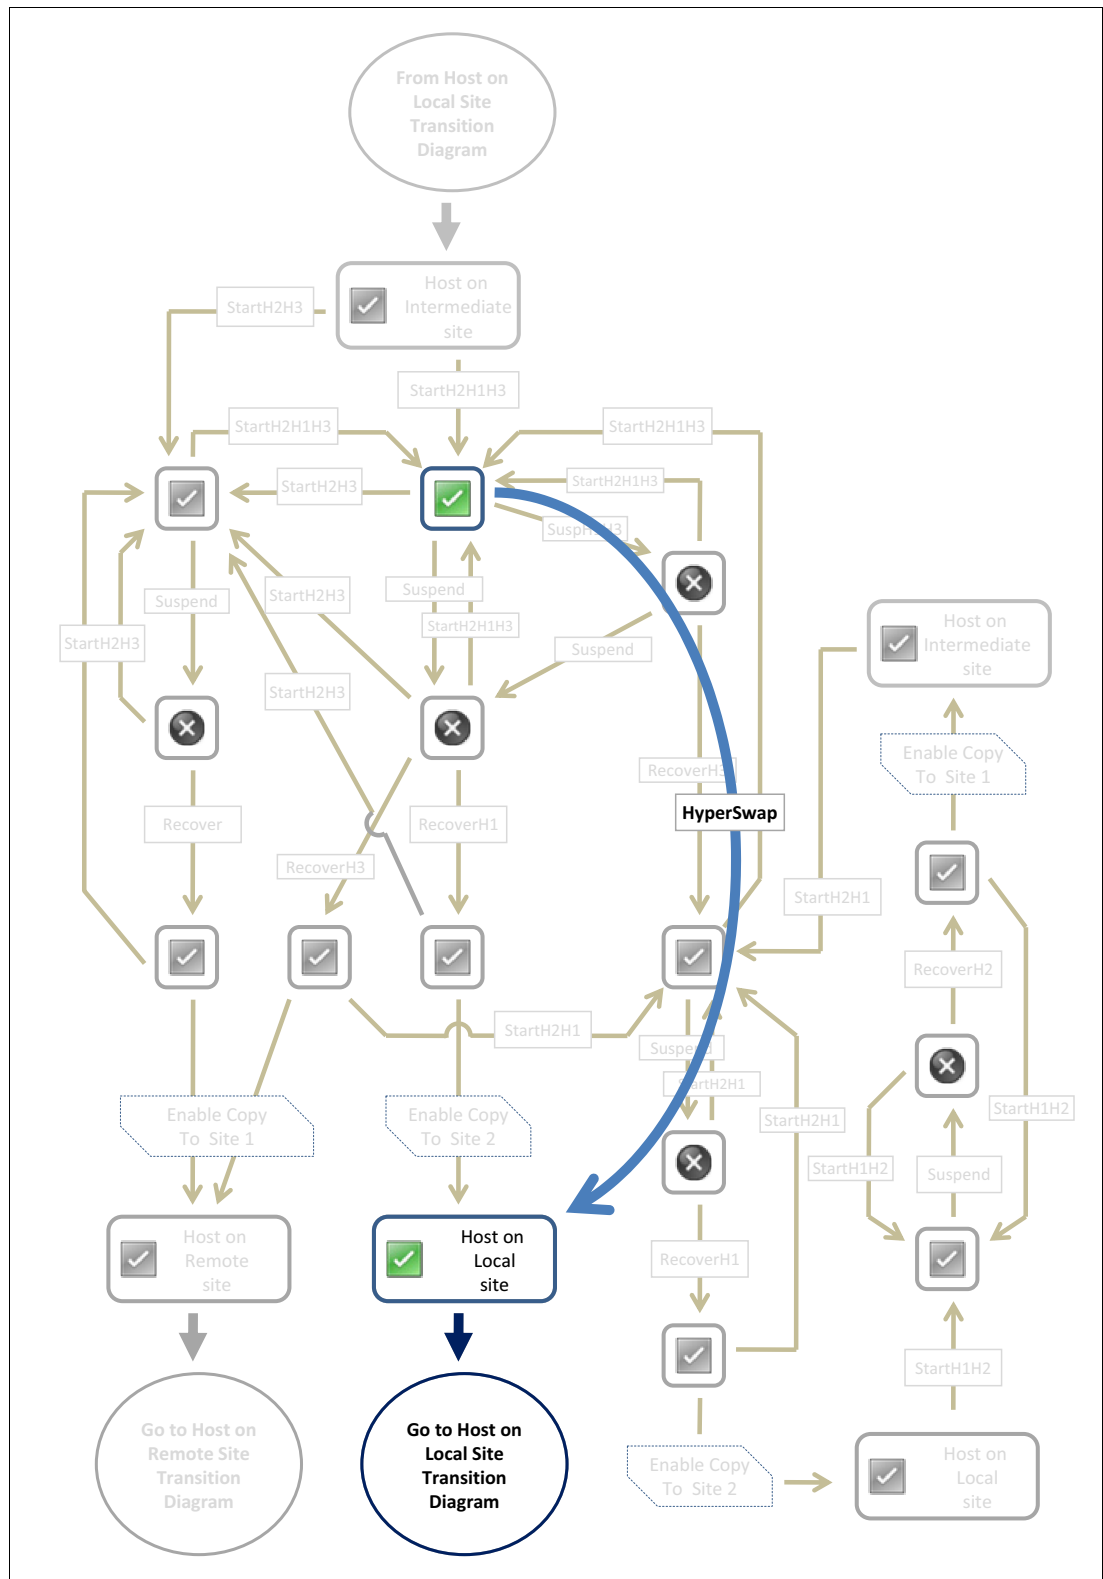 From Host on
Local Site
Transition
Diagram
Host on
Intermediate
site
StartH2H3
StartH2H1H3
StartH2H1H3
StartH2H1H3
StartH2H3
StartH2H1H3
SuspH1H3
Suspend
StartH2H3
Suspend
StartH2H1H3
StartH2H3
Suspend
StartH2H3
Host on
Intermediate
site
Enable Copy
To Site 1
RecoverH3
HyperSwap
Recover
RecoverH1
RecoverH3
StartH2H1
RecoverH2
StartH2H1
Suspend
StartH2H1
StartH2H1
StartH1H2
Enable Copy
To Site 1
Enable Copy
To Site 2
StartH1H2
Suspend
Host on
Remote
site
Host on
Local
site
RecoverH1
StartH1H2
Go to Host on
Remote Site
Transition
Diagram
Go to Host on
Local Site
Transition
Diagram
Enable Copy
To Site 2
Host on
Local
site